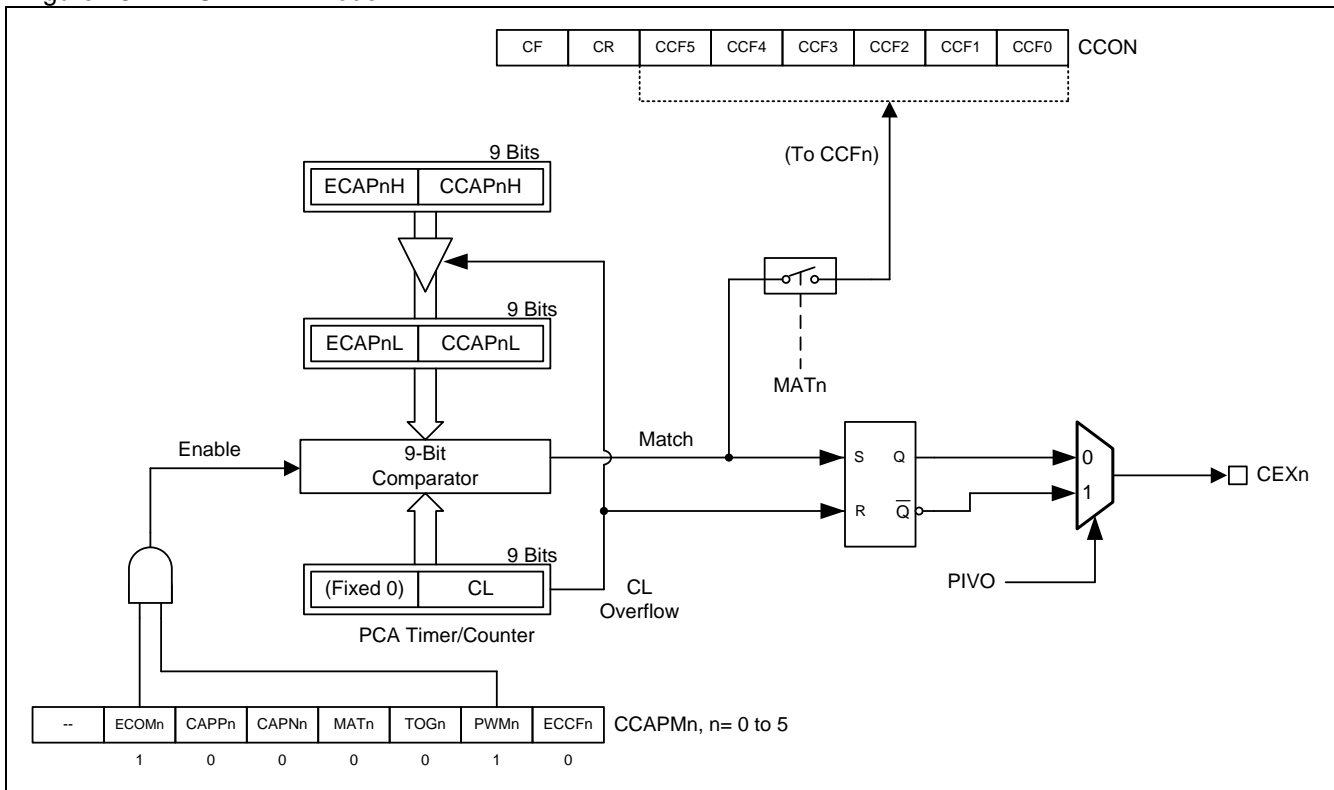 CF CR CCF5 CCF4 CCF3 CCF2 CCF1 CCF0 CCON
(To CCFn)
9 Bits
ECAPnH CCAPnH
9 Bits
ECAPnL CCAPnL
MATn
Enable
9-Bit
Comparator
Match
S Q
R Q
0
1
CEXn
PIVO
9 Bits
(Fixed 0) CL
CL
Overflow
PCA Timer/Counter
-- ECOMn CAPPn CAPNn MATn TOGn PWMn ECCFn CCAPMn, n= 0 to 5
1 0 0 0 0 1 0